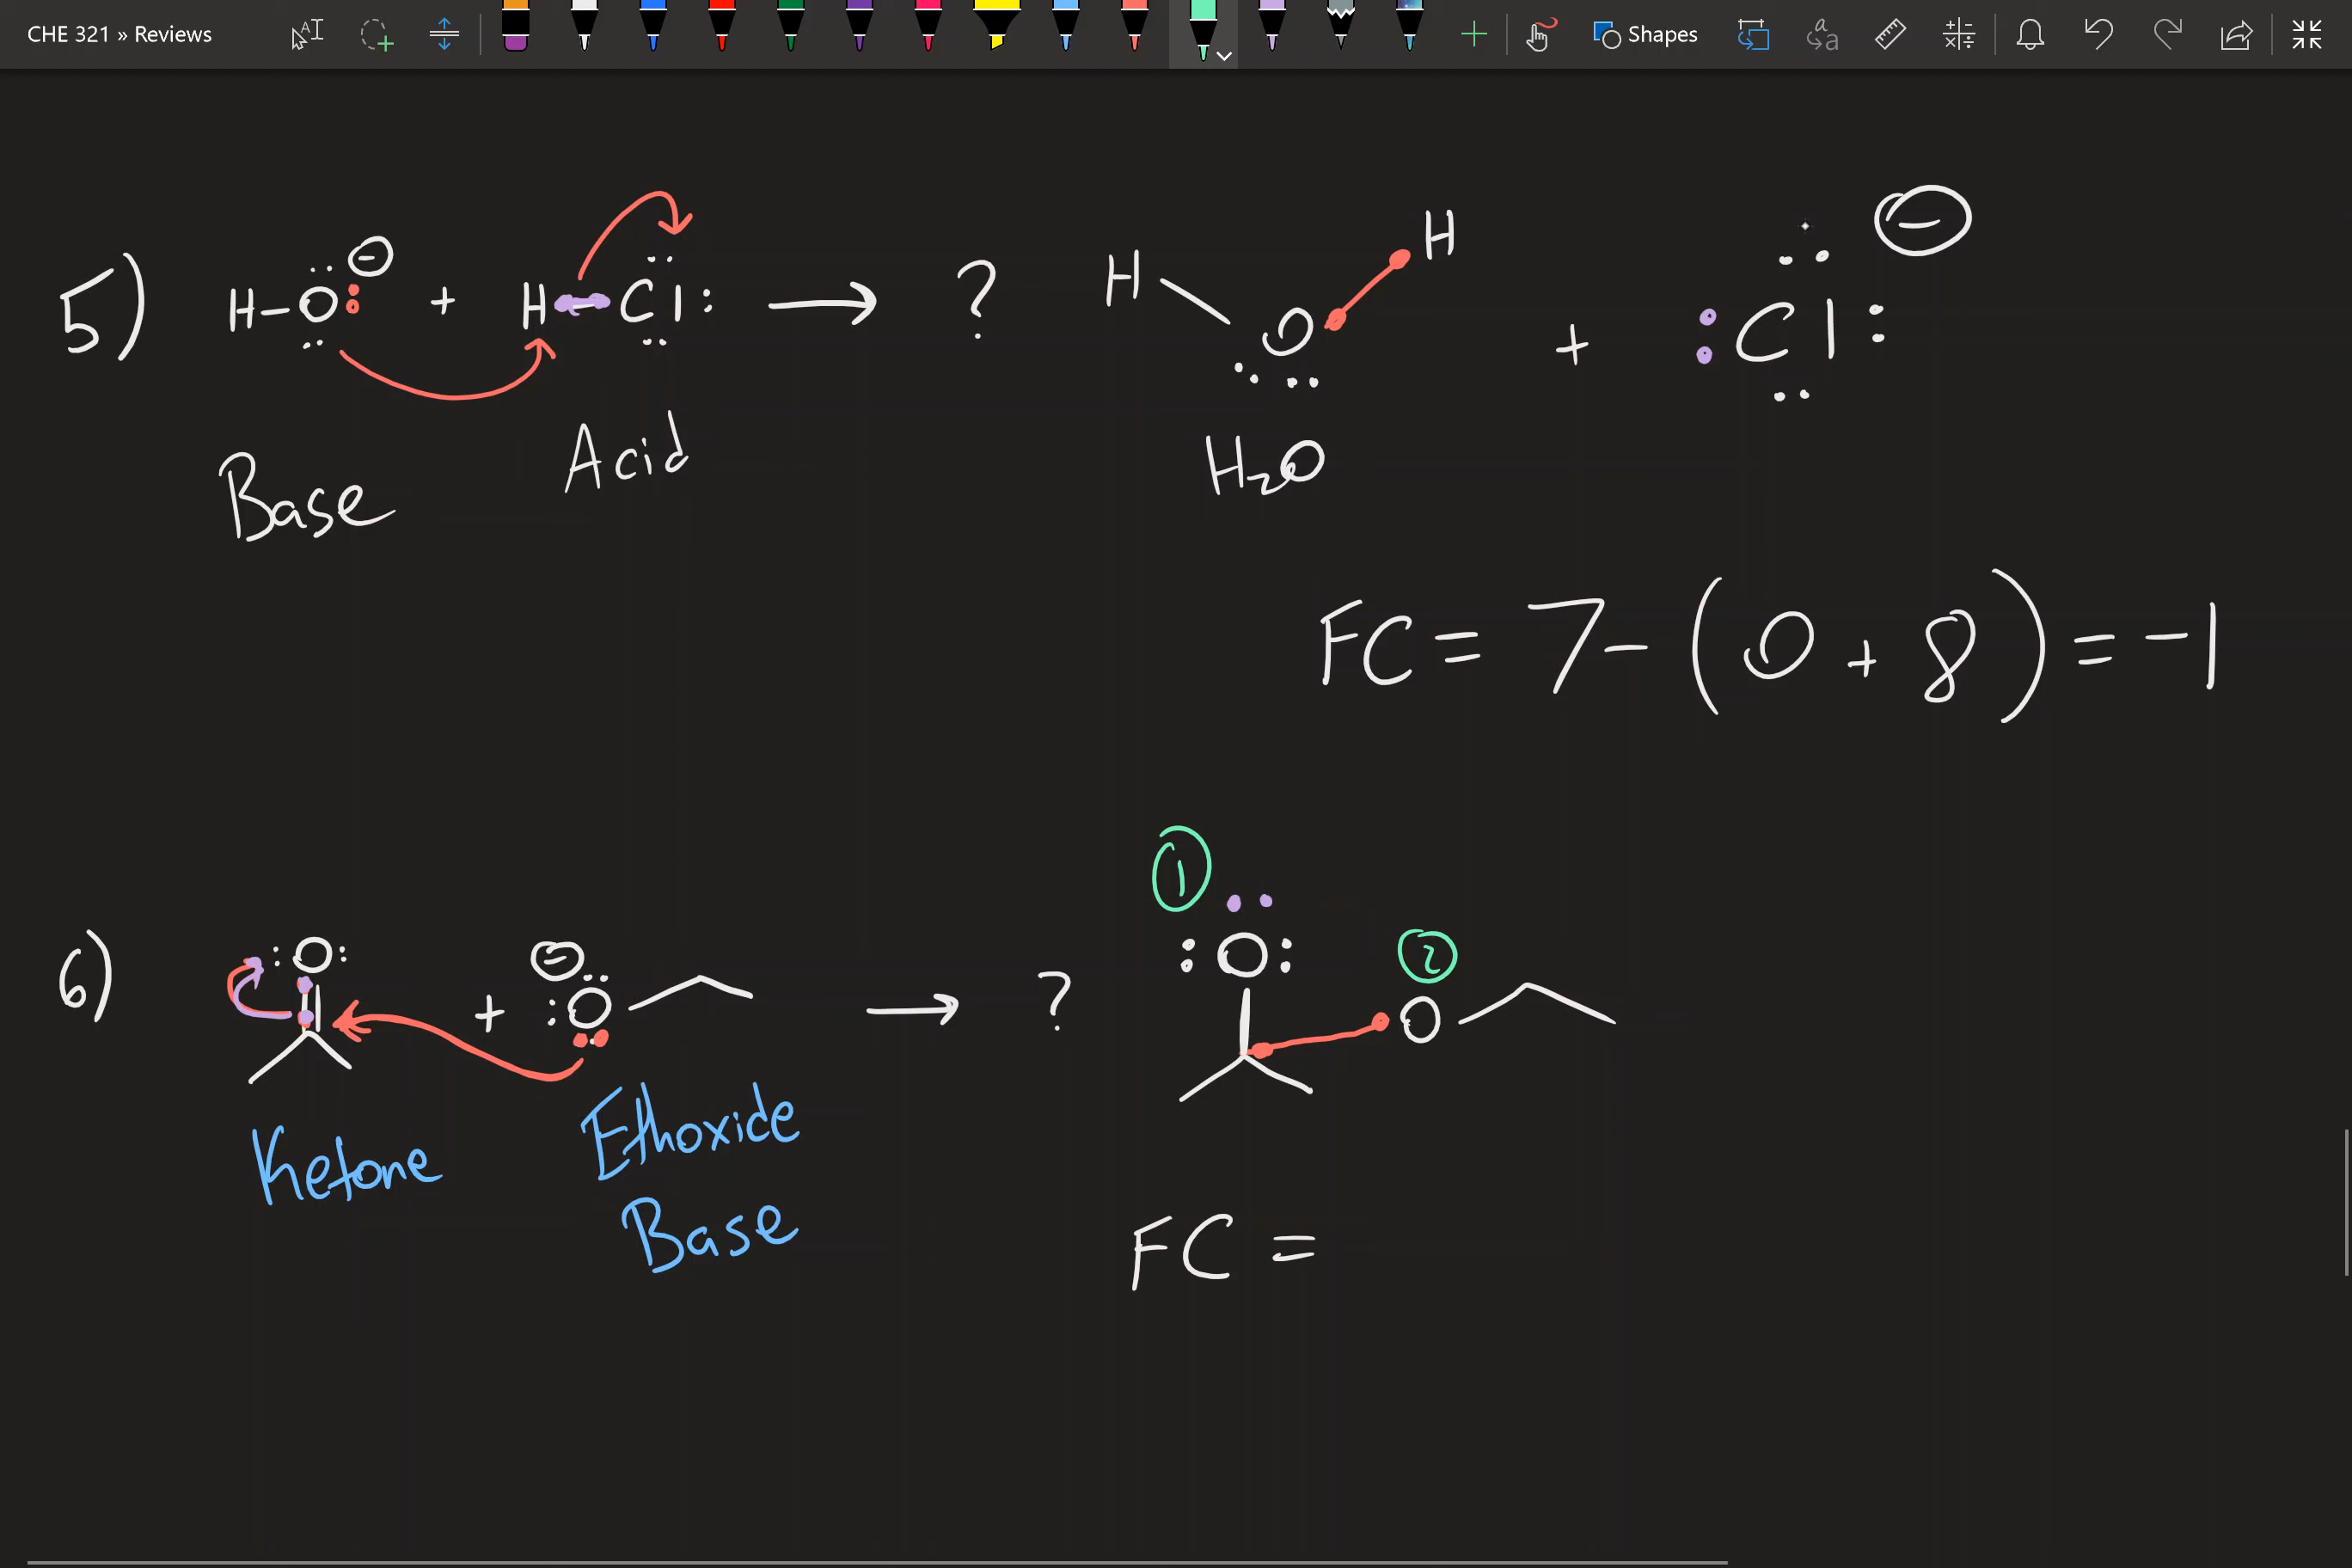 CHE 321 » Reviews
Shapes
5) H-O: ⊖ + H-Cl: → ? H O H + :Cl: ⊖
Base Acid H₂O
FC = 7 - (0 + 8) = -1
① ②
6) :O: + ⊖ :O → ? :O: O
Ketone Ethoxide
Base
FC =